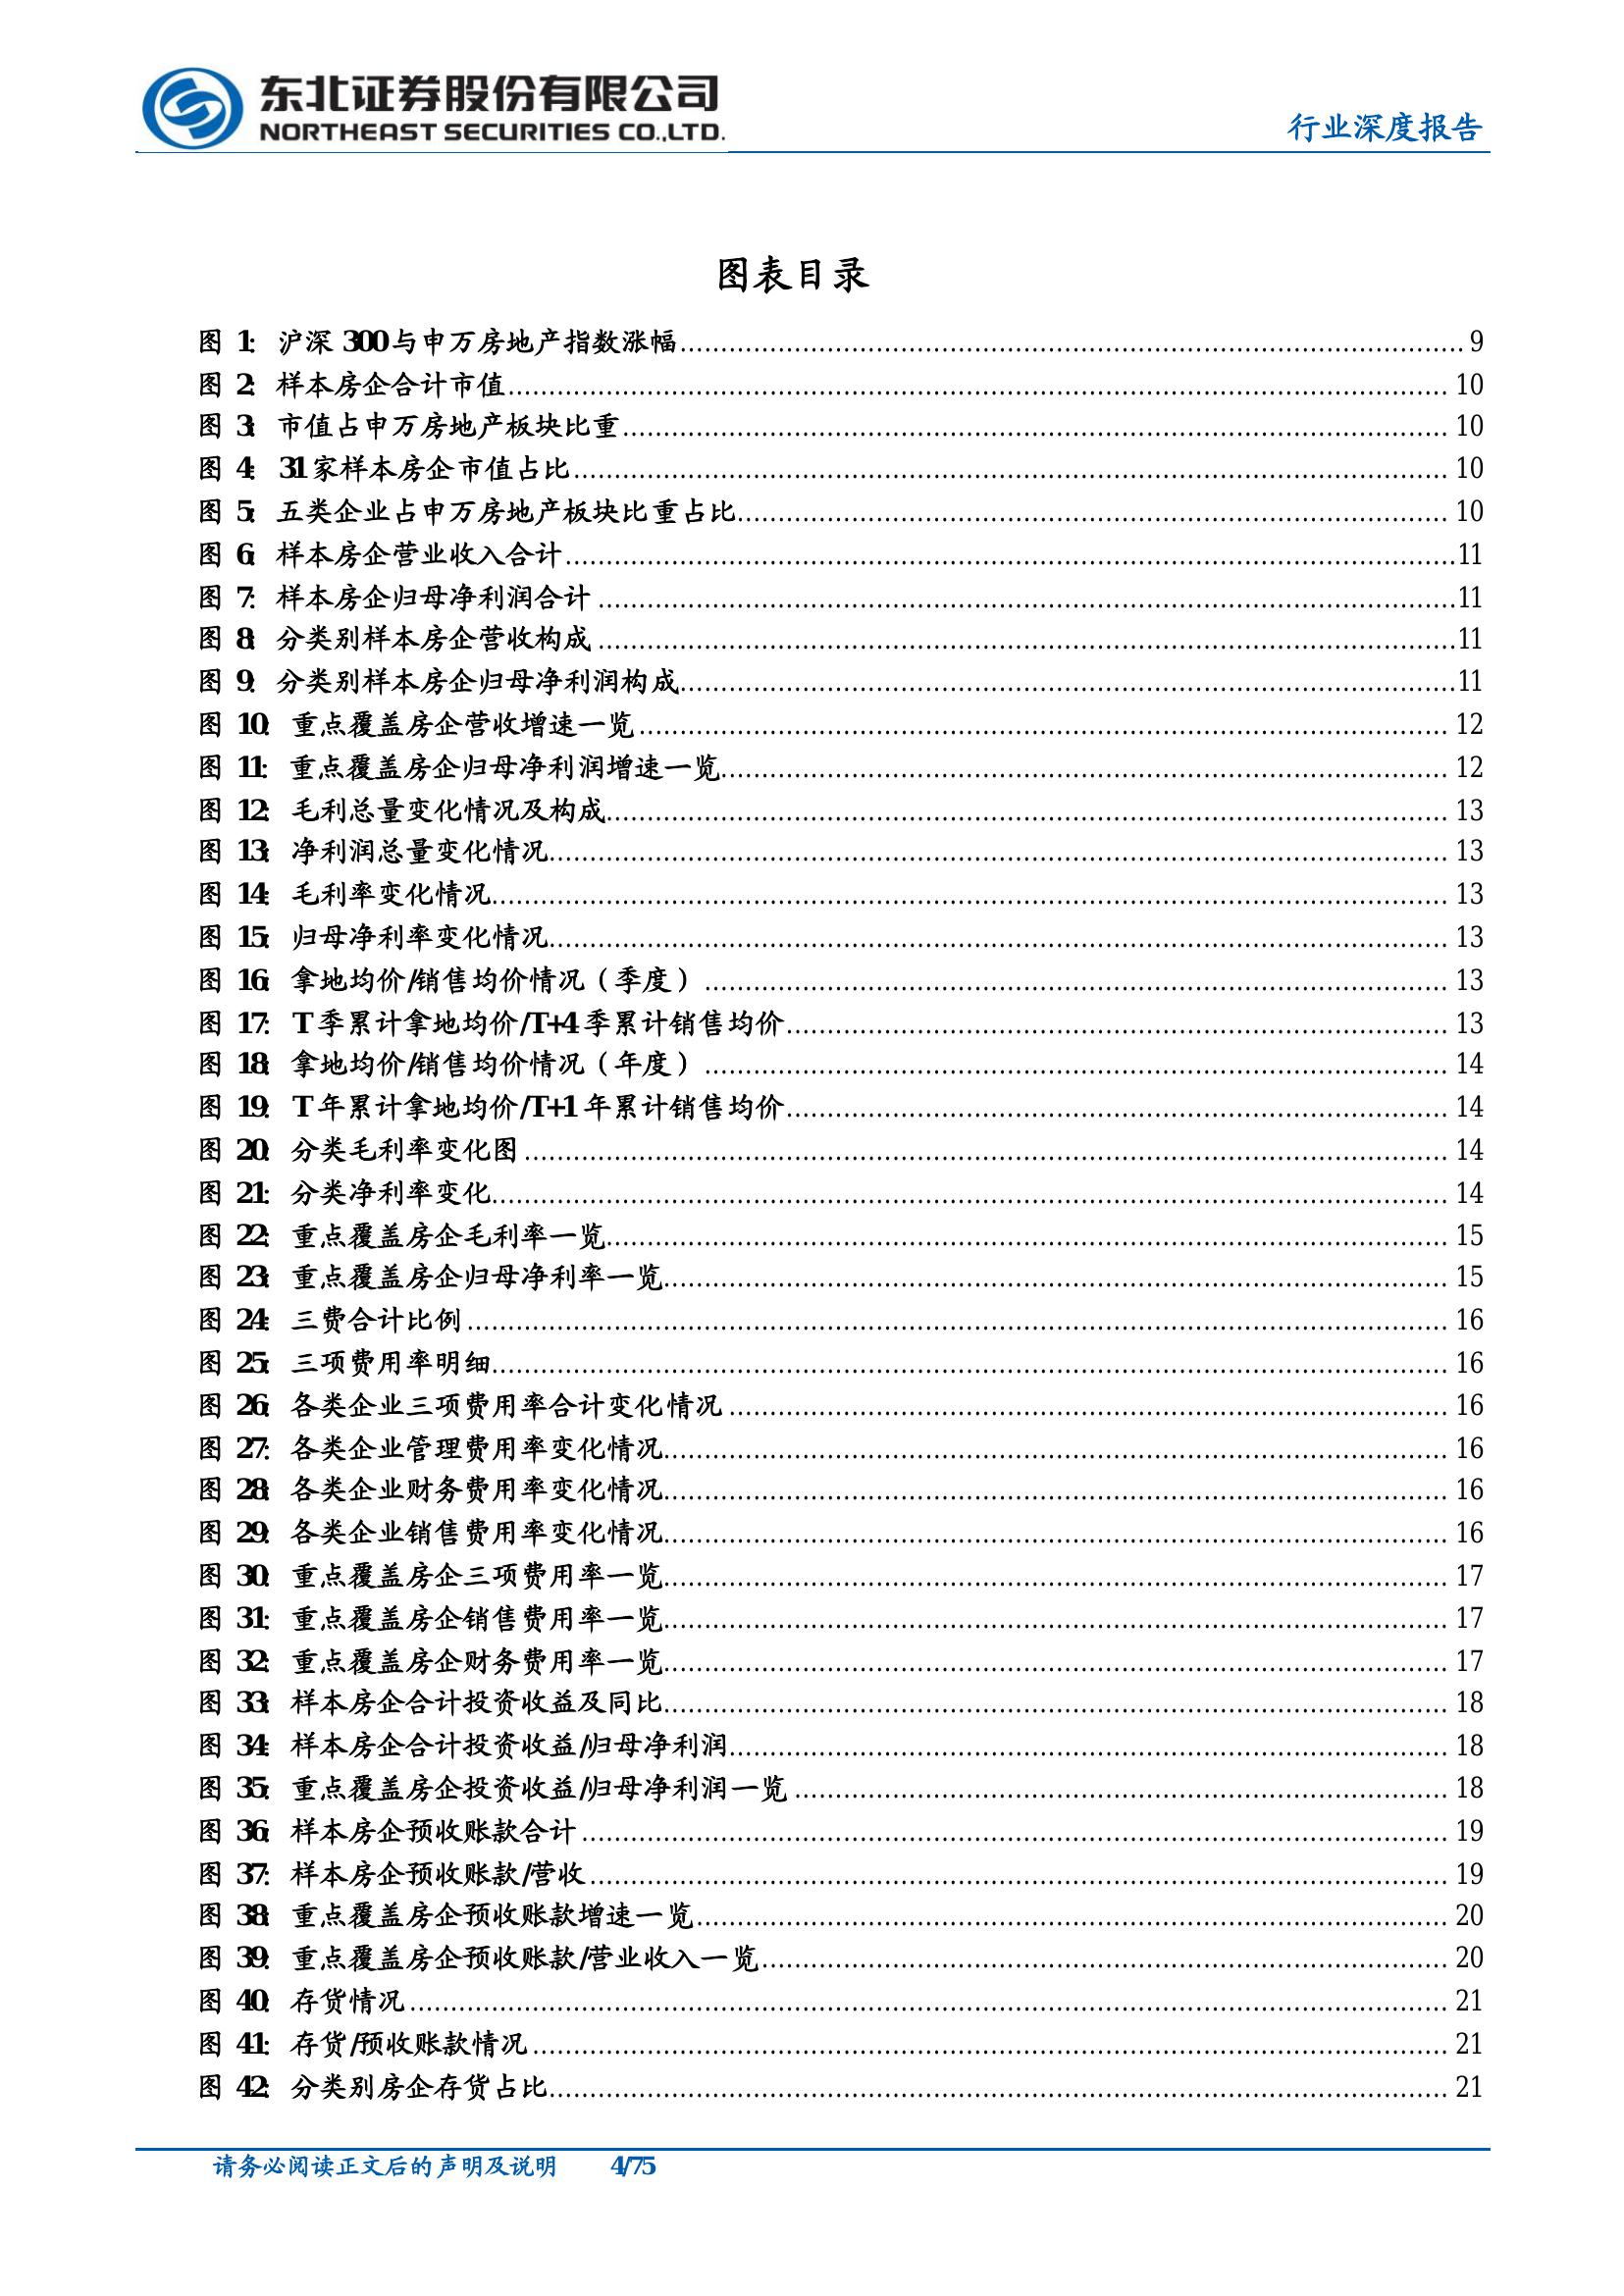 东北证券股份有限公司
NORTHEAST SECURITIES CO.,LTD.
行业深度报告
图表目录
图 1：沪深 300 与申万房地产指数涨幅 9
图 2：样本房企合计市值 10
图 3：市值占申万房地产板块比重 10
图 4：31 家样本房企市值占比 10
图 5：五类企业占申万房地产板块比重占比 10
图 6：样本房企营业收入合计 11
图 7：样本房企归母净利润合计 11
图 8：分类别样本房企营收构成 11
图 9：分类别样本房企归母净利润构成 11
图 10：重点覆盖房企营收增速一览 12
图 11：重点覆盖房企归母净利润增速一览 12
图 12：毛利总量变化情况及构成 13
图 13：净利润总量变化情况 13
图 14：毛利率变化情况 13
图 15：归母净利率变化情况 13
图 16：拿地均价/销售均价情况（季度） 13
图 17：T 季累计拿地均价/T+4 季累计销售均价 13
图 18：拿地均价/销售均价情况（年度） 14
图 19：T 年累计拿地均价/T+1 年累计销售均价 14
图 20：分类毛利率变化图 14
图 21：分类净利率变化 14
图 22：重点覆盖房企毛利率一览 15
图 23：重点覆盖房企归母净利率一览 15
图 24：三费合计比例 16
图 25：三项费用率明细 16
图 26：各类企业三项费用率合计变化情况 16
图 27：各类企业管理费用率变化情况 16
图 28：各类企业财务费用率变化情况 16
图 29：各类企业销售费用率变化情况 16
图 30：重点覆盖房企三项费用率一览 17
图 31：重点覆盖房企销售费用率一览 17
图 32：重点覆盖房企财务费用率一览 17
图 33：样本房企合计投资收益及同比 18
图 34：样本房企合计投资收益/归母净利润 18
图 35：重点覆盖房企投资收益/归母净利润一览 18
图 36：样本房企预收账款合计 19
图 37：样本房企预收账款/营收 19
图 38：重点覆盖房企预收账款增速一览 20
图 39：重点覆盖房企预收账款/营业收入一览 20
图 40：存货情况 21
图 41：存货/预收账款情况 21
图 42：分类别房企存货占比 21
请务必阅读正文后的声明及说明 4/75